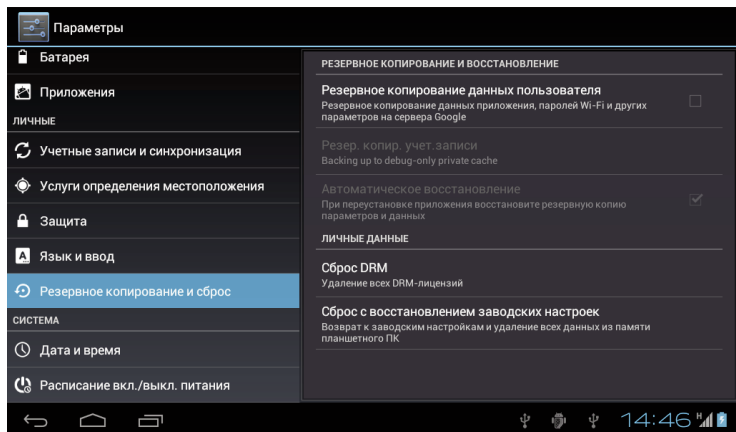 Параметры
Батарея
Приложения
ЛИЧНЫЕ
Учетные записи и синхронизация
Услуги определения местоположения
Защита
Язык и ввод
Резервное копирование и сброс
СИСТЕМА
Дата и время
Расписание вкл./выкл. питания
РЕЗЕРВНОЕ КОПИРОВАНИЕ И ВОССТАНОВЛЕНИЕ
Резервное копирование данных пользователя
Резервное копирование данных приложения, паролей Wi-Fi и других
параметров на сервера Google
Резер. копир. учет.записи
Backing up to debug-only private cache
Автоматическое восстановление
При переустановке приложения восстановите резервную копию
параметров и данных
ЛИЧНЫЕ ДАННЫЕ
Сброс DRM
Удаление всех DRM-лицензий
Сброс с восстановлением заводских настроек
Возврат к заводским настройкам и удаление всех данных из памяти
планшетного ПК
14:46 H